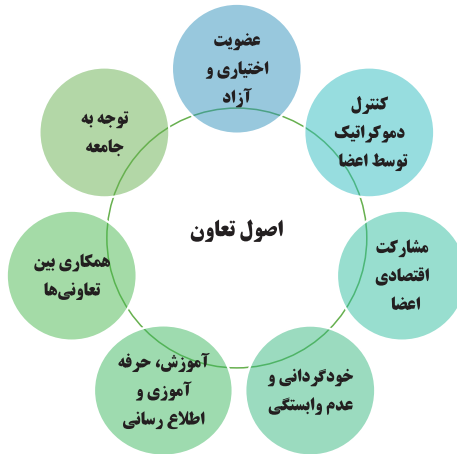 عضویت
اختیاری و
آزاد
کنترل
دموکراتیک
توسط اعضا
مشارکت
اقتصادی
اعضا
خودگردانی و
عدم وابستگی
آموزش، حرفه
آموزی و
اطلاع رسانی
همکاری بین
تعاونی‌ها
توجه به
جامعه
اصول تعاون